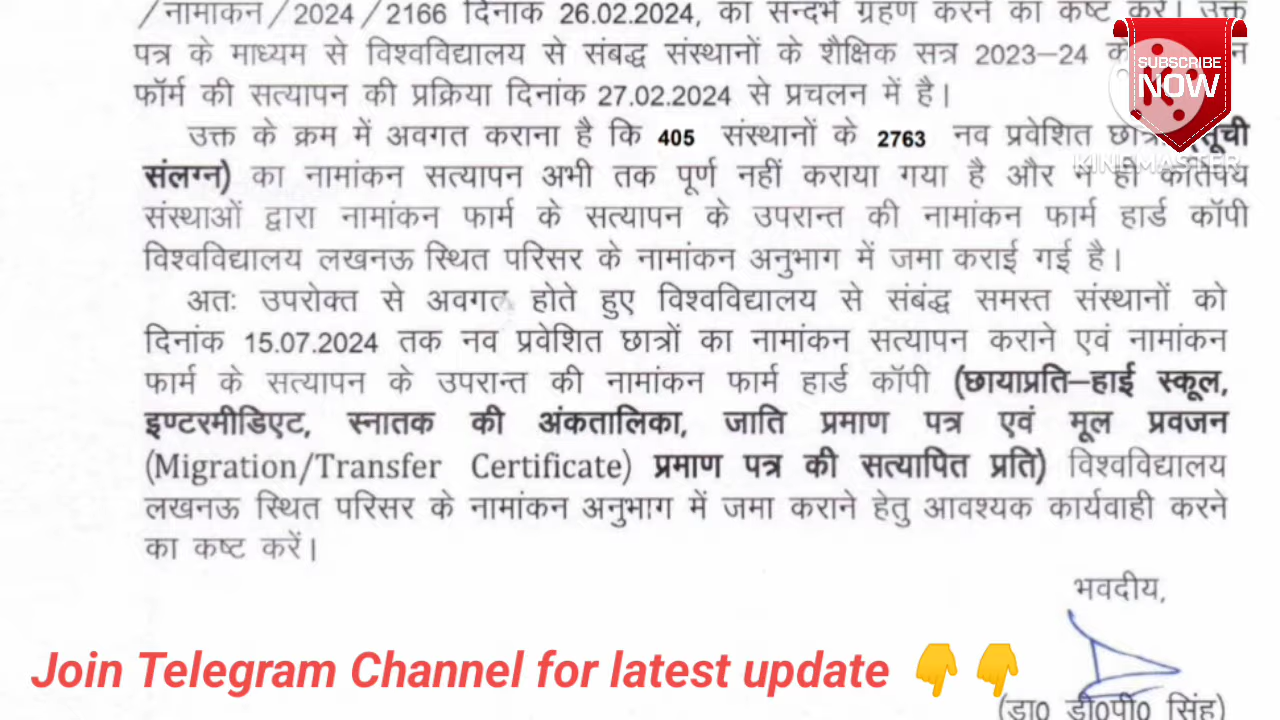 /नामांकन/2024/2166 दिनांक 26.02.2024, का सन्दर्भ ग्रहण करने का कष्ट करें। उक्त
पत्र के माध्यम से विश्वविद्यालय से संबद्ध संस्थानों के शैक्षिक सत्र 2023–24
फॉर्म की सत्यापन की प्रक्रिया दिनांक 27.02.2024 से प्रचलन में है।
SUBSCRIBE
NOW
KINEMASTER
उक्त के क्रम में अवगत कराना है कि 405 संस्थानों के 2763 नव प्रवेशित
संलग्न) का नामांकन सत्यापन अभी तक पूर्ण नहीं कराया गया है और न ही कतिपय
संस्थाओं द्वारा नामांकन फार्म के सत्यापन के उपरान्त की नामांकन फार्म हार्ड कॉपी
विश्वविद्यालय लखनऊ स्थित परिसर के नामांकन अनुभाग में जमा कराई गई है।
अतः उपरोक्त से अवगत होते हुए विश्वविद्यालय से संबंद्ध समस्त संस्थानों को
दिनांक 15.07.2024 तक नव प्रवेशित छात्रों का नामांकन सत्यापन कराने एवं नामांकन
फार्म के सत्यापन के उपरान्त की नामांकन फार्म हार्ड कॉपी (छायाप्रति–हाई स्कूल,
इण्टरमीडिएट, स्नातक की अंकतालिका, जाति प्रमाण पत्र एवं मूल प्रवजन
(Migration/Transfer Certificate) प्रमाण पत्र की सत्यापित प्रति) विश्वविद्यालय
लखनऊ स्थित परिसर के नामांकन अनुभाग में जमा कराने हेतु आवश्यक कार्यवाही करने
का कष्ट करें।
भवदीय,
Join Telegram Channel for latest update 👇👇
(डा0 डी0पी0 सिंह)